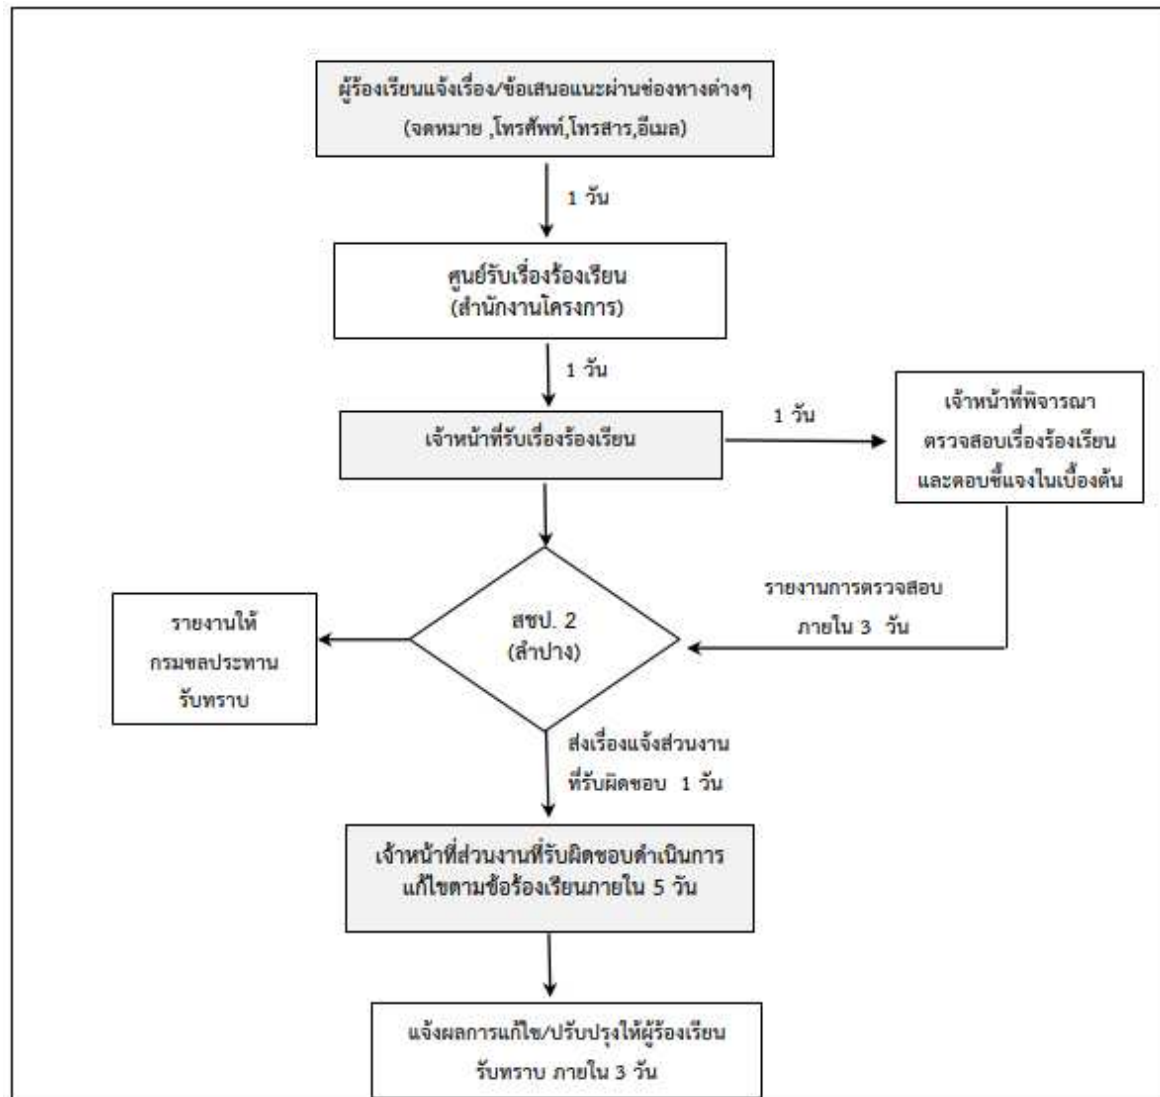 ผู้ร้องเรียนแจ้งเรื่อง/ข้อเสนอแนะผ่านช่องทางต่างๆ
(จดหมาย ,โทรศัพท์,โทรสาร,อีเมล)
1 วัน
ศูนย์รับเรื่องร้องเรียน
(สำนักงานโครงการ)
1 วัน
เจ้าหน้าที่รับเรื่องร้องเรียน
1 วัน
เจ้าหน้าที่พิจารณา
ตรวจสอบเรื่องร้องเรียน
และตอบชี้แจงในเบื้องต้น
รายงานการตรวจสอบ
ภายใน 3 วัน
สชป. 2
(ลำปาง)
รายงานให้
กรมชลประทาน
รับทราบ
ส่งเรื่องแจ้งส่วนงาน
ที่รับผิดชอบ 1 วัน
เจ้าหน้าที่ส่วนงานที่รับผิดชอบดำเนินการ
แก้ไขตามข้อร้องเรียนภายใน 5 วัน
แจ้งผลการแก้ไข/ปรับปรุงให้ผู้ร้องเรียน
รับทราบ ภายใน 3 วัน